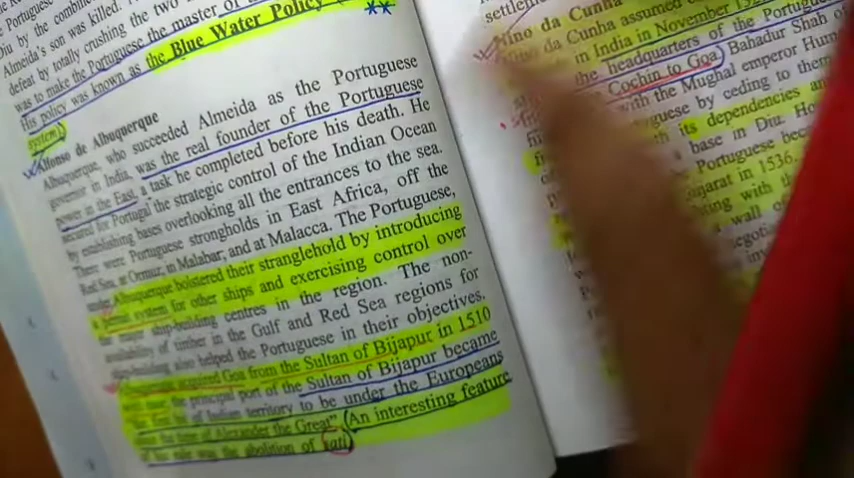 Portuguese
Diu by the combine
Almeida's son was killed.
defeat by totally crushing the two
was to make the Portuguese the master of
His policy was known as the Blue Water Policy (
system).
Alfonso de Albuquerque
Albuquerque, who succeeded Almeida as the Portuguese
governor in India, was the real founder of the Portuguese
power in the East, a task he completed before his death. He
secured for Portugal the strategic control of the Indian Ocean
by establishing bases overlooking all the entrances to the sea.
There were Portuguese strongholds in East Africa, off the
Red Sea, at Ormuz, in Malabar, and at Malacca. The Portuguese,
under Albuquerque bolstered their stranglehold by introducing
a permit system for other ships and exercising control over
the major ship-building centres in the region. The non-
availability of timber in the Gulf and Red Sea regions for
ship-building also helped the Portuguese in their objectives.
acquired Goa from the Sultan of Bijapur in 1510
the principal port of the Sultan of Bijapur became
"the first bit of Indian territory to be under the Europeans
since the time of Alexander the Great". An interesting feature
of his rule was the abolition of sati.
settlem
Nino da Cunha
da Cunha assumed
in India in November
the headquarters of the Portug
Cochin to Goa. Bahadur Shah of
with the Mughal emperor Hum
by ceding to them
its dependencies an
a base in Diu. Ho
Portuguese bec
in 1536.
with the
a wall